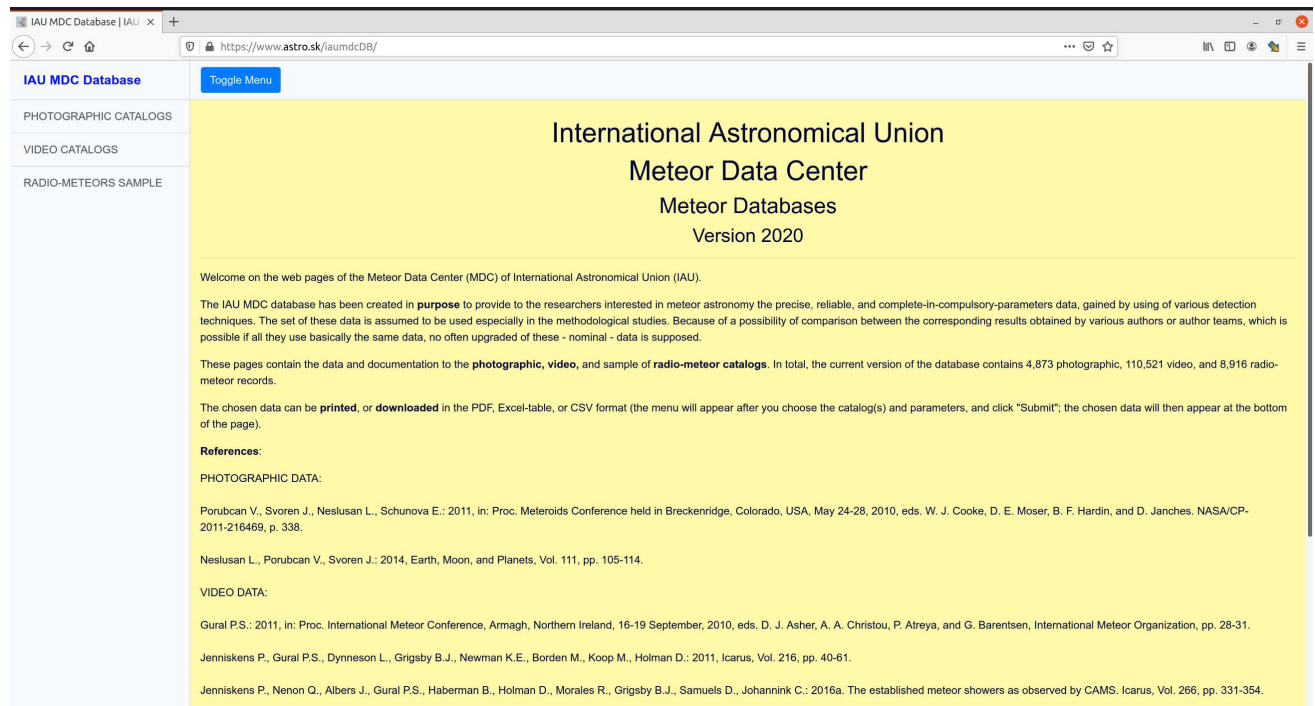 IAU MDC Database | IAU
https://www.astro.sk/iaumdcDB/
IAU MDC Database
Toggle Menu
PHOTOGRAPHIC CATALOGS
VIDEO CATALOGS
RADIO-METEORS SAMPLE
International Astronomical Union
Meteor Data Center
Meteor Databases
Version 2020
Welcome on the web pages of the Meteor Data Center (MDC) of International Astronomical Union (IAU).
The IAU MDC database has been created in purpose to provide to the researchers interested in meteor astronomy the precise, reliable, and complete-in-compulsory-parameters data, gained by using of various detection
techniques. The set of these data is assumed to be used especially in the methodological studies. Because of a possibility of comparison between the corresponding results obtained by various authors or author teams, which is
possible if all they use basically the same data, no often upgraded of these - nominal - data is supposed.
These pages contain the data and documentation to the photographic, video, and sample of radio-meteor catalogs. In total, the current version of the database contains 4,873 photographic, 110,521 video, and 8,916 radio-
meteor records.
The chosen data can be printed, or downloaded in the PDF, Excel-table, or CSV format (the menu will appear after you choose the catalog(s) and parameters, and click "Submit"; the chosen data will then appear at the bottom
of the page).
References:
PHOTOGRAPHIC DATA:
Porubcan V., Svoren J., Neslusan L., Schunova E.: 2011, in: Proc. Meteroids Conference held in Breckenridge, Colorado, USA, May 24-28, 2010, eds. W. J. Cooke, D. E. Moser, B. F. Hardin, and D. Janches. NASA/CP-
2011-216469, p. 338.
Neslusan L., Porubcan V., Svoren J.: 2014, Earth, Moon, and Planets, Vol. 111, pp. 105-114.
VIDEO DATA:
Gural P.S.: 2011, in: Proc. International Meteor Conference, Armagh, Northern Ireland, 16-19 September, 2010, eds. D. J. Asher, A. A. Christou, P. Atreya, and G. Barentsen, International Meteor Organization, pp. 28-31.
Jenniskens P., Gural P.S., Dynneson L., Grigsby B.J., Newman K.E., Borden M., Koop M., Holman D.: 2011, Icarus, Vol. 216, pp. 40-61.
Jenniskens P., Nenon Q., Albers J., Gural P.S., Haberman B., Holman D., Morales R., Grigsby B.J., Samuels D., Johannink C.: 2016a. The established meteor showers as observed by CAMS. Icarus, Vol. 266, pp. 331-354.